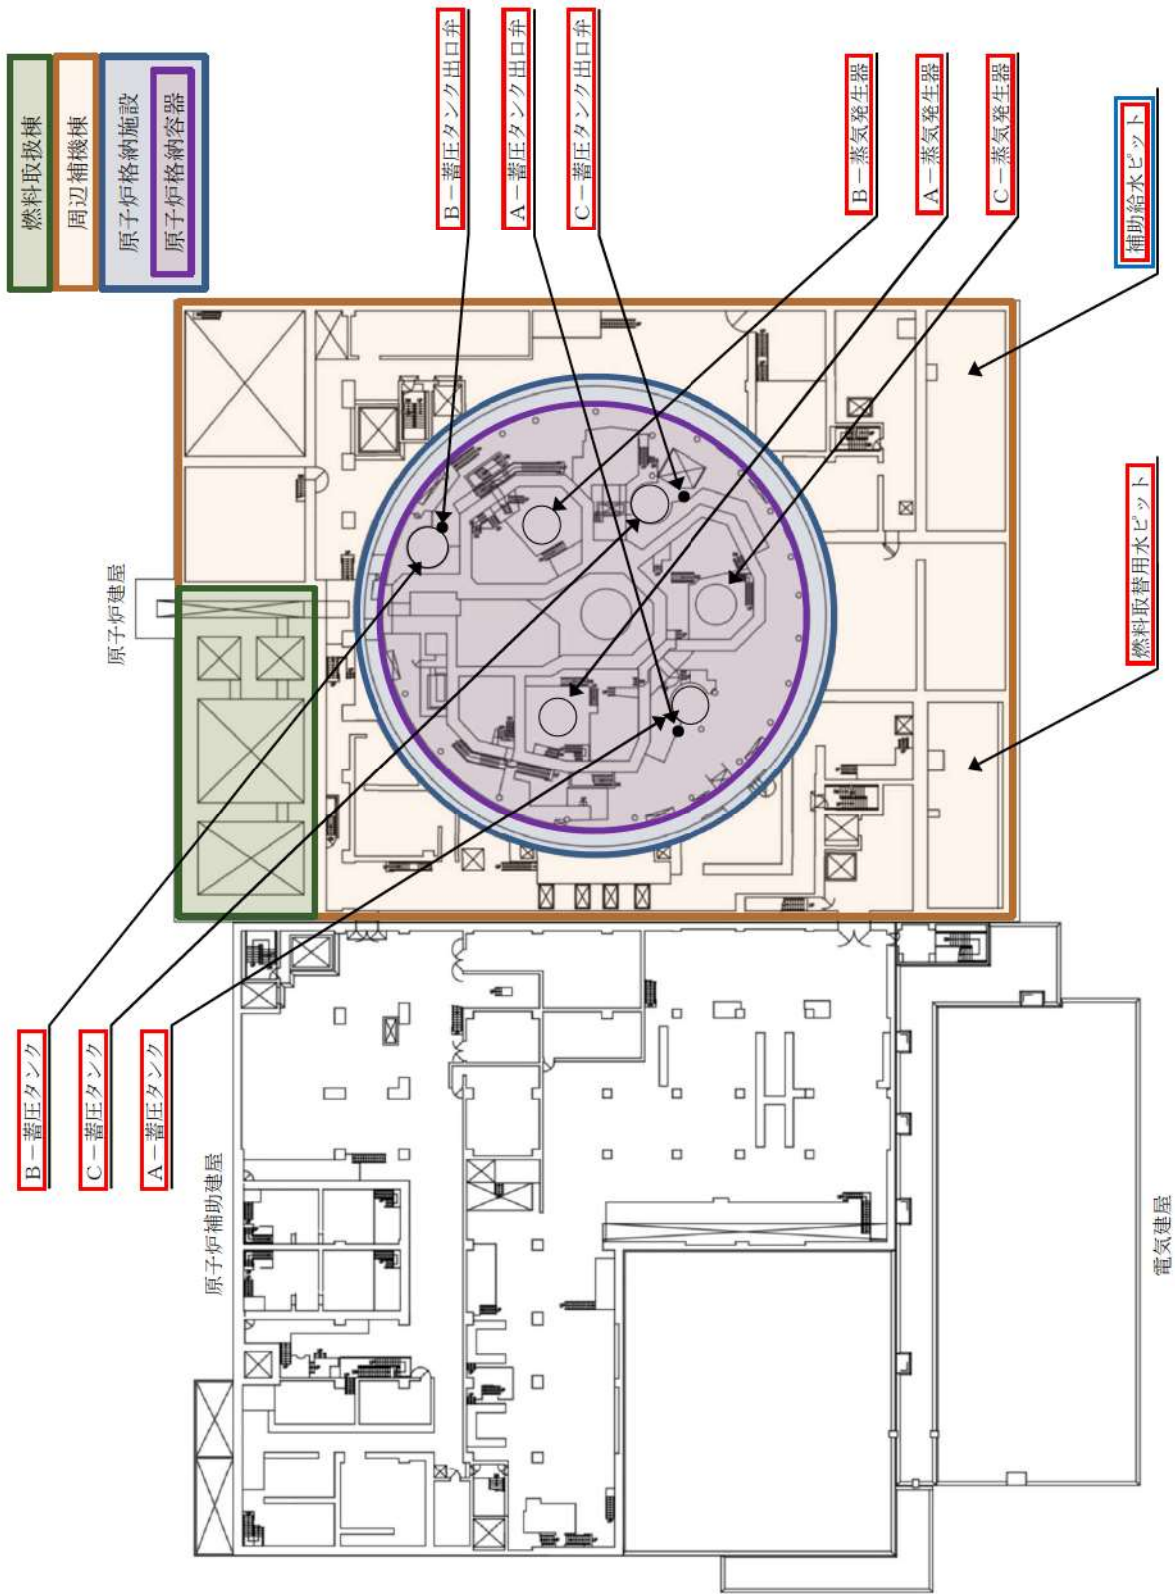 燃料取扱棟
周辺補機棟
原子炉格納施設
原子炉格納容器
B－蓄圧タンク出口弁
A－蓄圧タンク出口弁
C－蓄圧タンク出口弁
B－蒸気発生器
A－蒸気発生器
C－蒸気発生器
補助給水ピット
燃料取替用水ピット
原子炉建屋
B－蓄圧タンク
C－蓄圧タンク
A－蓄圧タンク
原子炉補助建屋
電気建屋